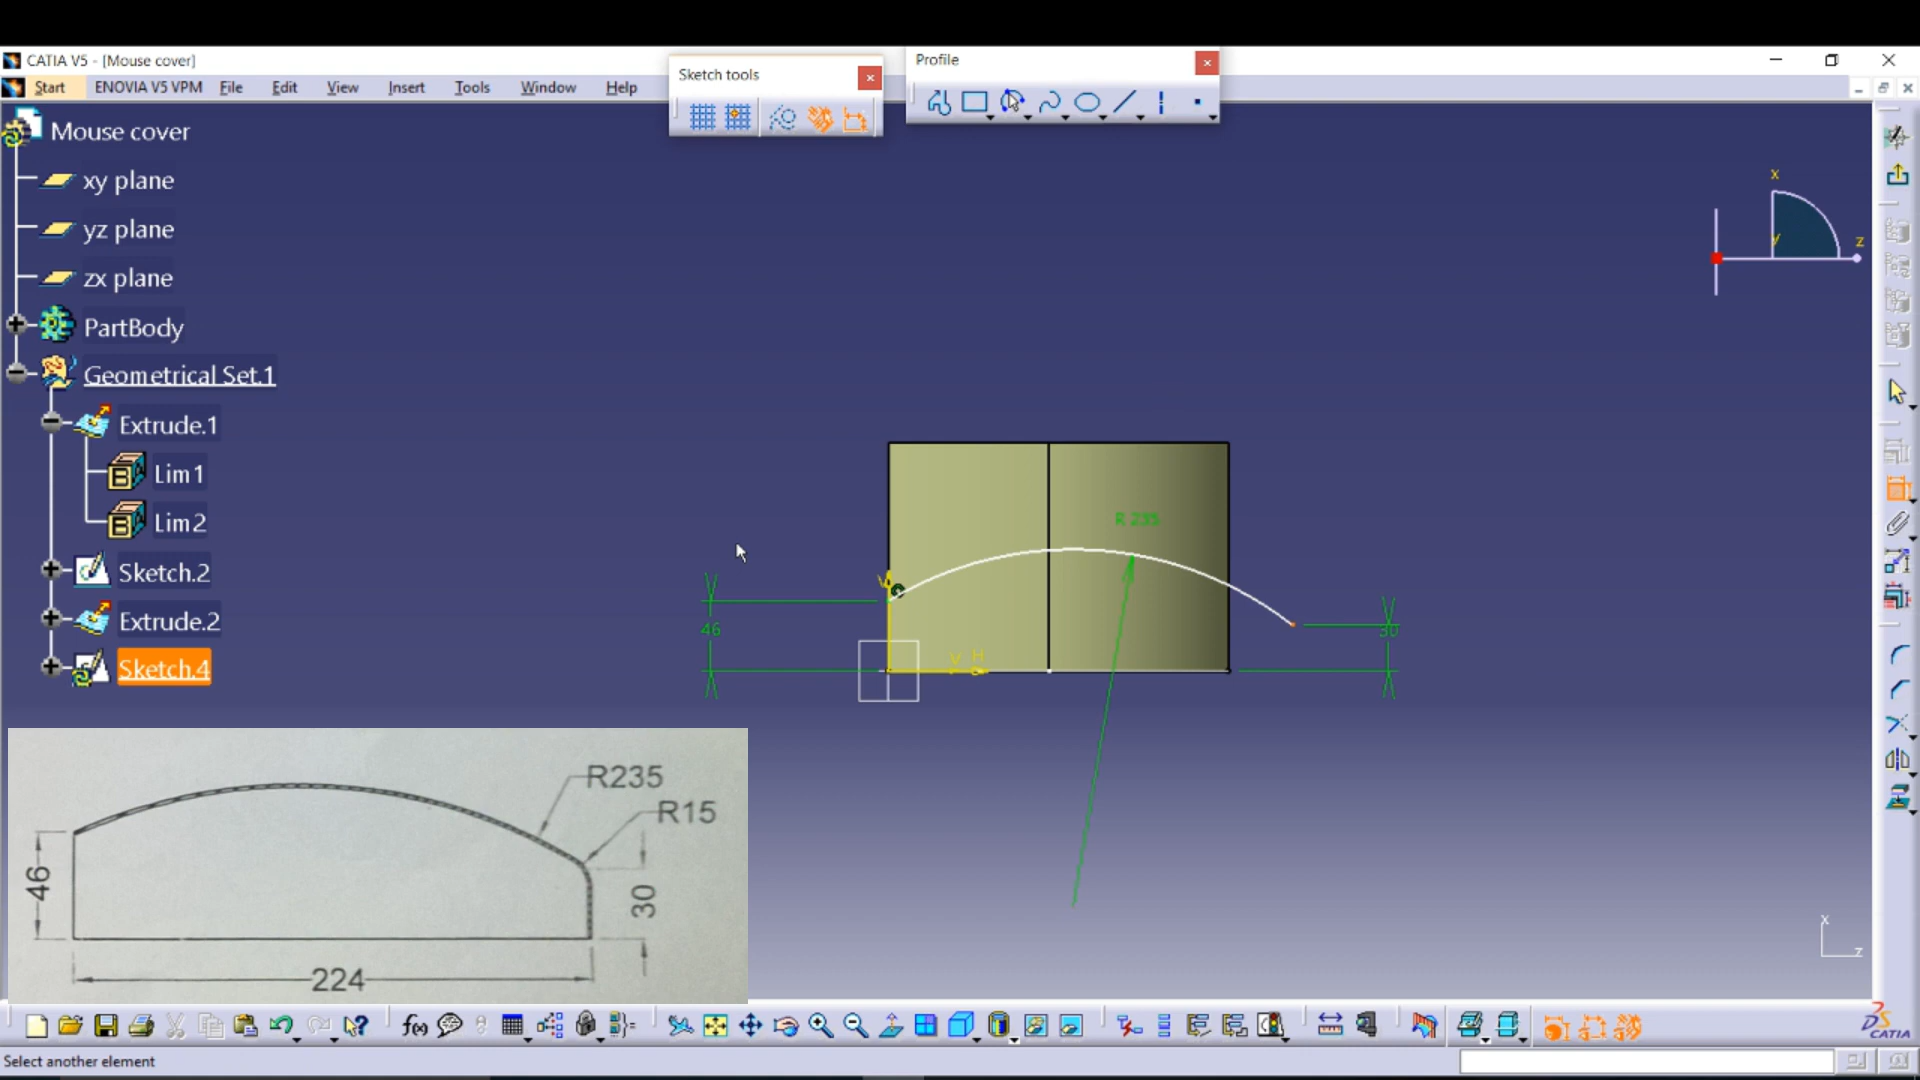 CATIA V5 - [Mouse cover]
Start ENOVIA V5 VPM File Edit View Insert Tools Window Help
Sketch tools
Profile
Mouse cover
xy plane
yz plane
zx plane
PartBody
Geometrical Set.1
Extrude.1
Lim1
Lim2
Sketch.2
Extrude.2
Sketch.4
x
y
z
R 235
46
30
V
V H
R235
R15
46
30
224
x
z
f(x)
CATIA
Select another element